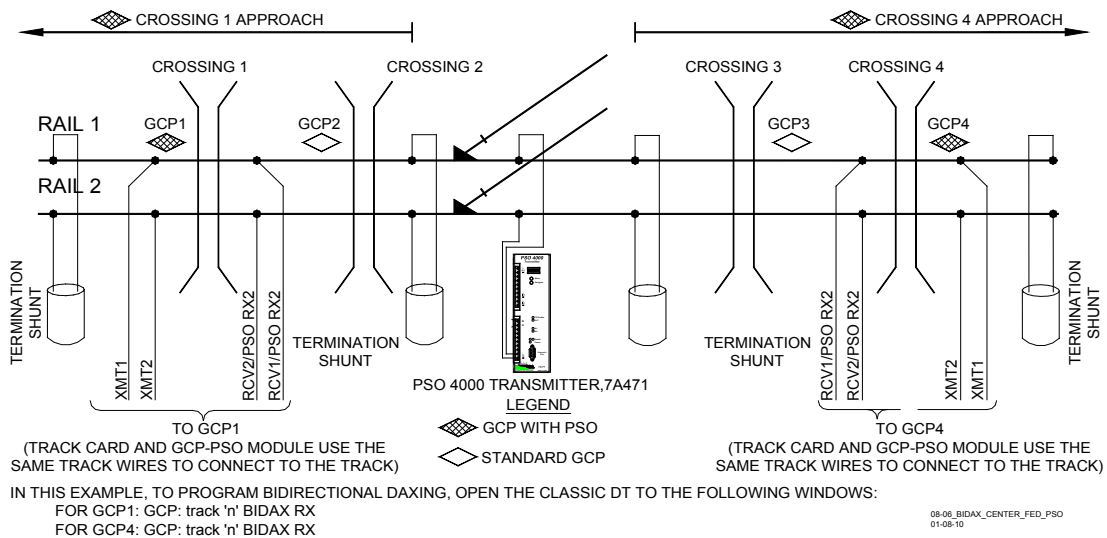 CROSSING 1 APPROACH
CROSSING 4 APPROACH
CROSSING 1
CROSSING 2
CROSSING 3
CROSSING 4
RAIL 1
GCP1
GCP2
GCP3
GCP4
RAIL 2
TERMINATION
SHUNT
XMT1
XMT2
RCV2/PSO RX2
RCV1/PSO RX2
TERMINATION
SHUNT
PSO 4000
PSO 4000 TRANSMITTER,7A471
TERMINATION
SHUNT
RCV1/PSO RX2
RCV2/PSO RX2
XMT2
XMT1
TERMINATION
SHUNT
LEGEND
GCP WITH PSO
STANDARD GCP
TO GCP1
(TRACK CARD AND GCP-PSO MODULE USE THE
SAME TRACK WIRES TO CONNECT TO THE TRACK)
TO GCP4
(TRACK CARD AND GCP-PSO MODULE USE THE
SAME TRACK WIRES TO CONNECT TO THE TRACK)
IN THIS EXAMPLE, TO PROGRAM BIDIRECTIONAL DAXING, OPEN THE CLASSIC DT TO THE FOLLOWING WINDOWS:
FOR GCP1: GCP: track 'n' BIDAX RX
FOR GCP4: GCP: track 'n' BIDAX RX
08-06_BIDAX_CENTER_FED_PSO
01-08-10